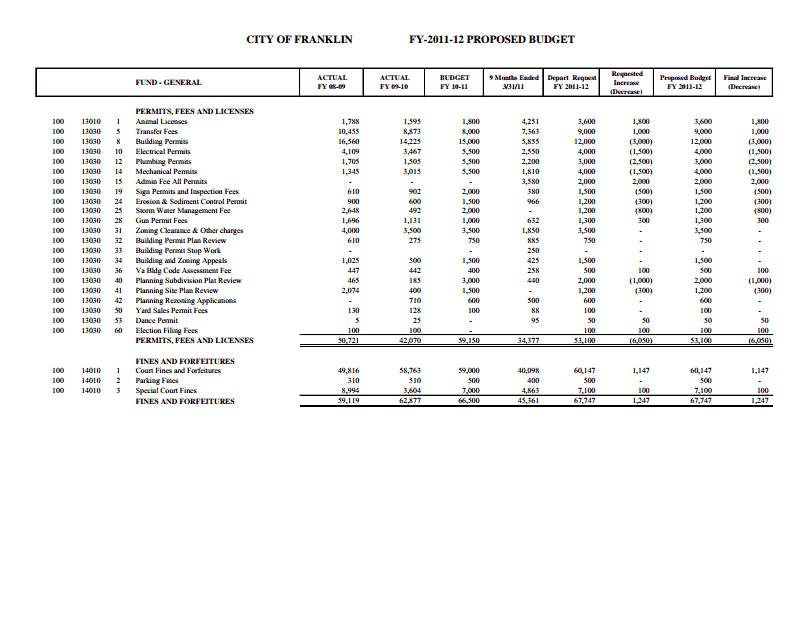 CITY OF FRANKLIN FY-2011-12 PROPOSED BUDGET
FUND - GENERAL ACTUAL FY 08-09 ACTUAL FY 09-10 BUDGET FY 10-11 9 Months Ended 3/31/11 Depart Request FY 2011-12 Requested Increase (Decrease) Proposed Budget FY 2011-12 Final Increase (Decrease)
PERMITS, FEES AND LICENSES
100 13010 1 Animal Licenses 1,788 1,595 1,800 4,251 3,600 1,800 3,600 1,800
100 13030 5 Transfer Fees 10,455 8,873 8,000 7,363 9,000 1,000 9,000 1,000
100 13030 8 Building Permits 16,560 14,225 15,000 5,855 12,000 (3,000) 12,000 (3,000)
100 13030 10 Electrical Permits 4,109 3,467 5,500 2,550 4,000 (1,500) 4,000 (1,500)
100 13030 12 Plumbing Permits 1,705 1,505 5,500 2,200 3,000 (2,500) 3,000 (2,500)
100 13030 14 Mechanical Permits 1,345 3,015 5,500 1,810 4,000 (1,500) 4,000 (1,500)
100 13030 15 Admin Fee All Permits - - - 3,580 2,000 2,000 2,000 2,000
100 13030 19 Sign Permits and Inspection Fees 610 902 2,000 380 1,500 (500) 1,500 (500)
100 13030 24 Erosion & Sediment Control Permit 900 600 1,500 966 1,200 (300) 1,200 (300)
100 13030 25 Storm Water Management Fee 2,648 492 2,000 - 1,200 (800) 1,200 (800)
100 13030 28 Gun Permit Fees 1,696 1,131 1,000 632 1,300 300 1,300 300
100 13030 31 Zoning Clearance & Other charges 4,000 3,500 3,500 1,850 3,500 - 3,500 -
100 13030 32 Building Permit Plan Review 610 275 750 885 750 - 750 -
100 13030 33 Building Permit Stop Work - - - 250 - - -
100 13030 34 Building and Zoning Appeals 1,025 500 1,500 425 1,500 - 1,500 -
100 13030 36 Va Bldg Code Assessment Fee 447 442 400 258 500 100 500 100
100 13030 40 Planning Subdivision Plat Review 465 185 3,000 440 2,000 (1,000) 2,000 (1,000)
100 13030 41 Planning Site Plan Review 2,074 400 1,500 - 1,200 (300) 1,200 (300)
100 13030 42 Planning Rezoning Applications - 710 600 500 600 - 600 -
100 13030 50 Yard Sales Permit Fees 130 128 100 88 100 - 100 -
100 13030 53 Dance Permit 5 25 - 95 50 50 50 50
100 13030 60 Election Filing Fees 100 100 - 100 100 100 100
PERMITS, FEES AND LICENSES 50,721 42,070 59,150 34,377 53,100 (6,050) 53,100 (6,050)
FINES AND FORFEITURES
100 14010 1 Court Fines and Forfeitures 49,816 58,763 59,000 40,098 60,147 1,147 60,147 1,147
100 14010 2 Parking Fines 310 510 500 400 500 - 500 -
100 14010 3 Special Court Fines 8,994 3,604 7,000 4,863 7,100 100 7,100 100
FINES AND FORFEITURES 59,119 62,877 66,500 45,361 67,747 1,247 67,747 1,247